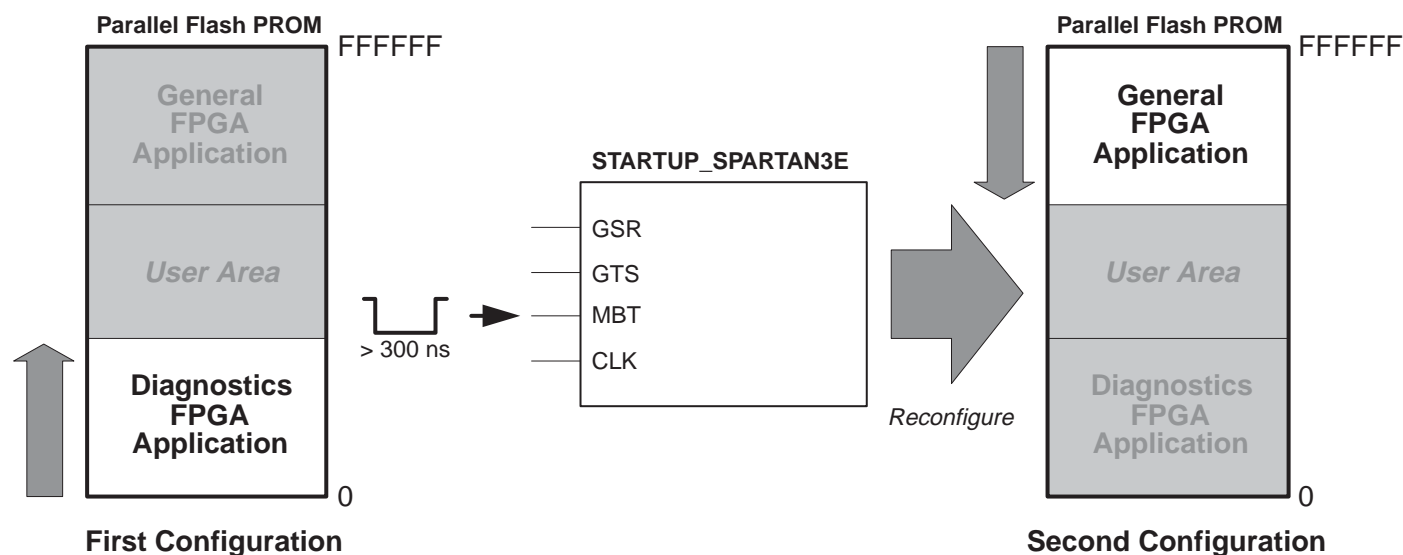 Parallel Flash PROM
FFFFFF
General
FPGA
Application
User Area
Diagnostics
FPGA
Application
0
First Configuration
> 300 ns
STARTUP_SPARTAN3E
GSR
GTS
MBT
CLK
Reconfigure
Parallel Flash PROM
FFFFFF
General
FPGA
Application
User Area
Diagnostics
FPGA
Application
0
Second Configuration